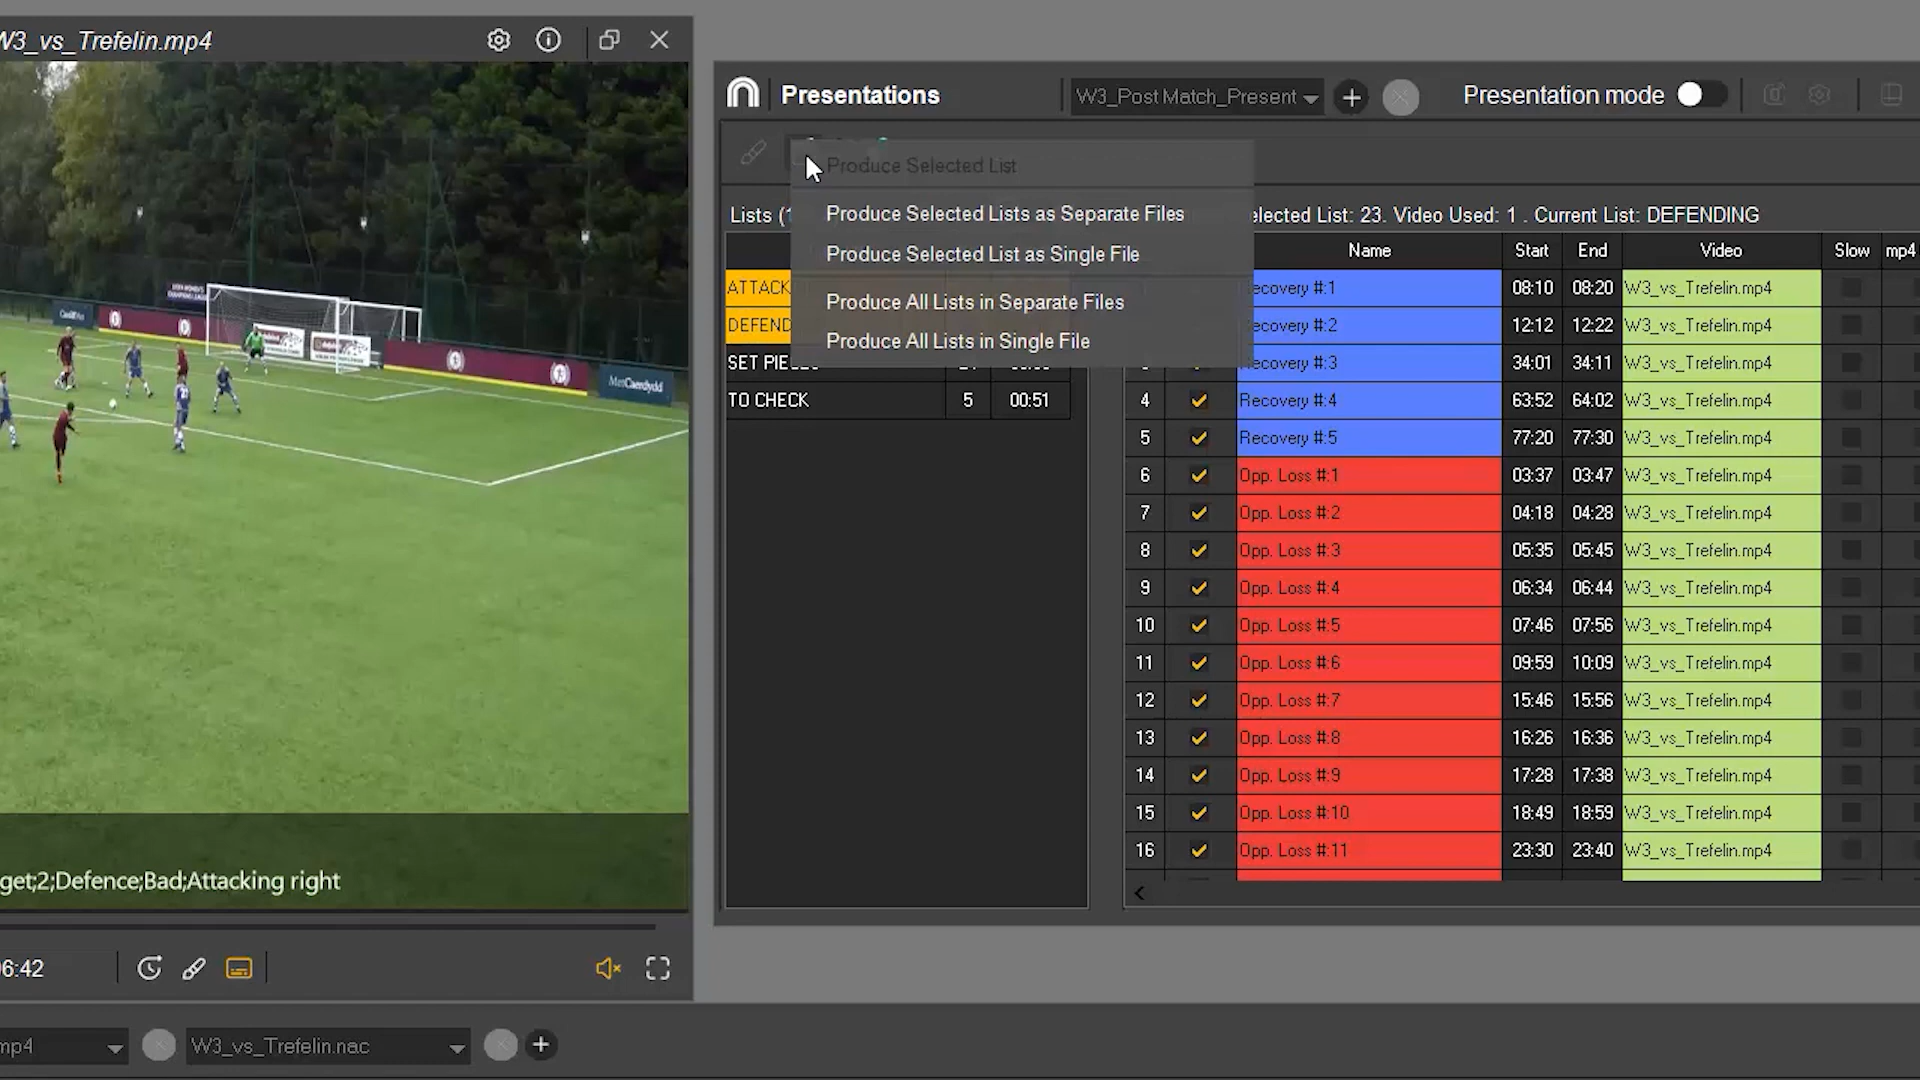 W3_vs_Trefelin.mp4
MetCaerdydd
get;2;Defence;Bad;Attacking right
6:42
mp4
W3_vs_Trefelin.nac
Presentations
W3_Post Match_Present
Presentation mode
Produce Selected List
Produce Selected Lists as Separate Files
Produce Selected List as Single File
Produce All Lists in Separate Files
Produce All Lists in Single File
Lists (1
elected List: 23. Video Used: 1 . Current List: DEFENDING
ATTACK
DEFEND
SET PIE
TO CHECK 5 00:51
Name Start End Video Slow mp4
ecovery #:1 08:10 08:20 W3_vs_Trefelin.mp4
ecovery #:2 12:12 12:22 W3_vs_Trefelin.mp4
ecovery #:3 34:01 34:11 W3_vs_Trefelin.mp4
4 Recovery #:4 63:52 64:02 W3_vs_Trefelin.mp4
5 Recovery #:5 77:20 77:30 W3_vs_Trefelin.mp4
6 Opp. Loss #:1 03:37 03:47 W3_vs_Trefelin.mp4
7 Opp. Loss #:2 04:18 04:28 W3_vs_Trefelin.mp4
8 Opp. Loss #:3 05:35 05:45 W3_vs_Trefelin.mp4
9 Opp. Loss #:4 06:34 06:44 W3_vs_Trefelin.mp4
10 Opp. Loss #:5 07:46 07:56 W3_vs_Trefelin.mp4
11 Opp. Loss #:6 09:59 10:09 W3_vs_Trefelin.mp4
12 Opp. Loss #:7 15:46 15:56 W3_vs_Trefelin.mp4
13 Opp. Loss #:8 16:26 16:36 W3_vs_Trefelin.mp4
14 Opp. Loss #:9 17:28 17:38 W3_vs_Trefelin.mp4
15 Opp. Loss #:10 18:49 18:59 W3_vs_Trefelin.mp4
16 Opp. Loss #:11 23:30 23:40 W3_vs_Trefelin.mp4